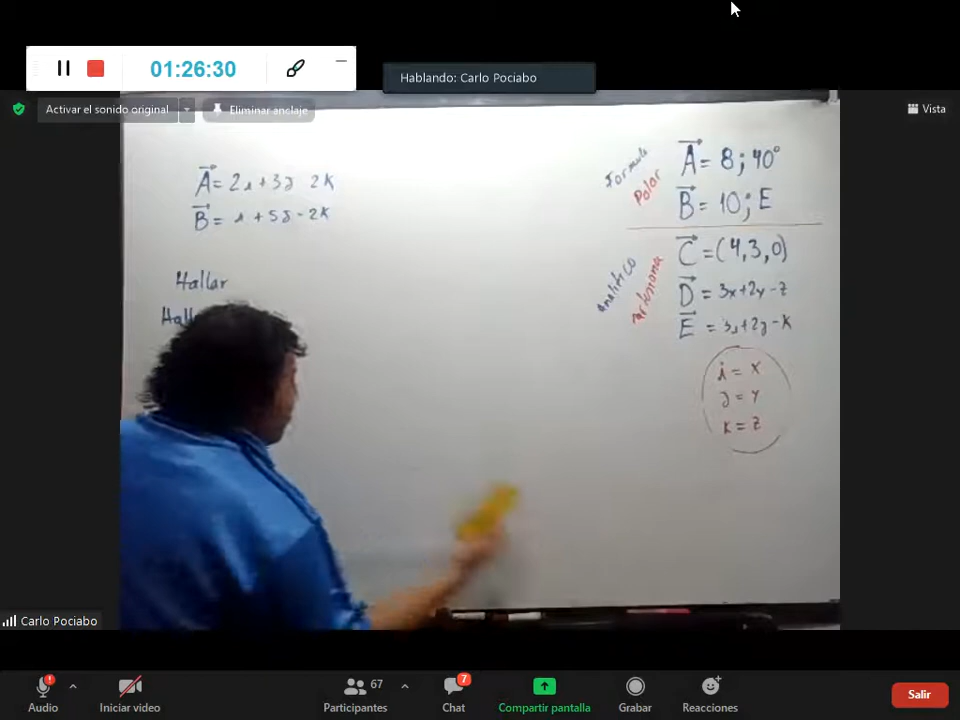 01:26:30
Hablando: Carlo Pociabo
Activar el sonido original
Eliminar anclaje
Vista
A = 2i + 3j 2k
B = i + 5j - 2k
Hallar
Formula
Polar
A = 8; 40°
B = 10; E
analitico
cartesiana
C = (4,3,0)
D = 3x+2y-z
E = 3i+2j-k
i = x
j = y
k = z
Carlo Pociabo
Audio
Iniciar video
Participantes
67
Chat
7
Compartir pantalla
Grabar
Reacciones
Salir